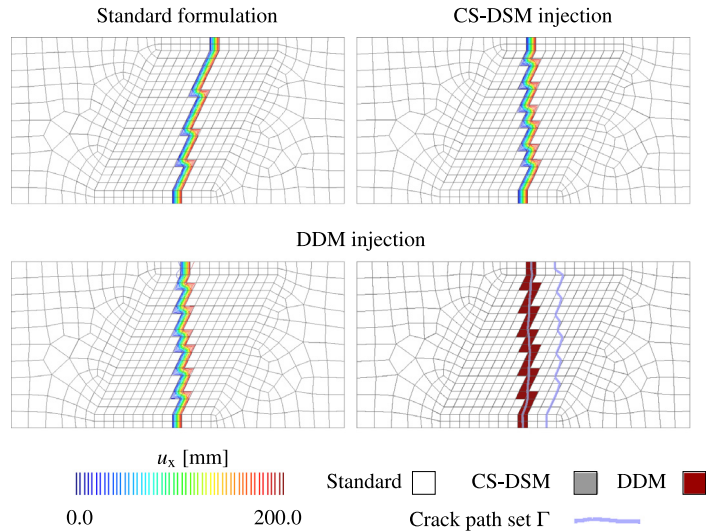 Standard formulation
CS-DSM injection
DDM injection
u_x [mm]
0.0 200.0
Standard CS-DSM DDM
Crack path set Γ